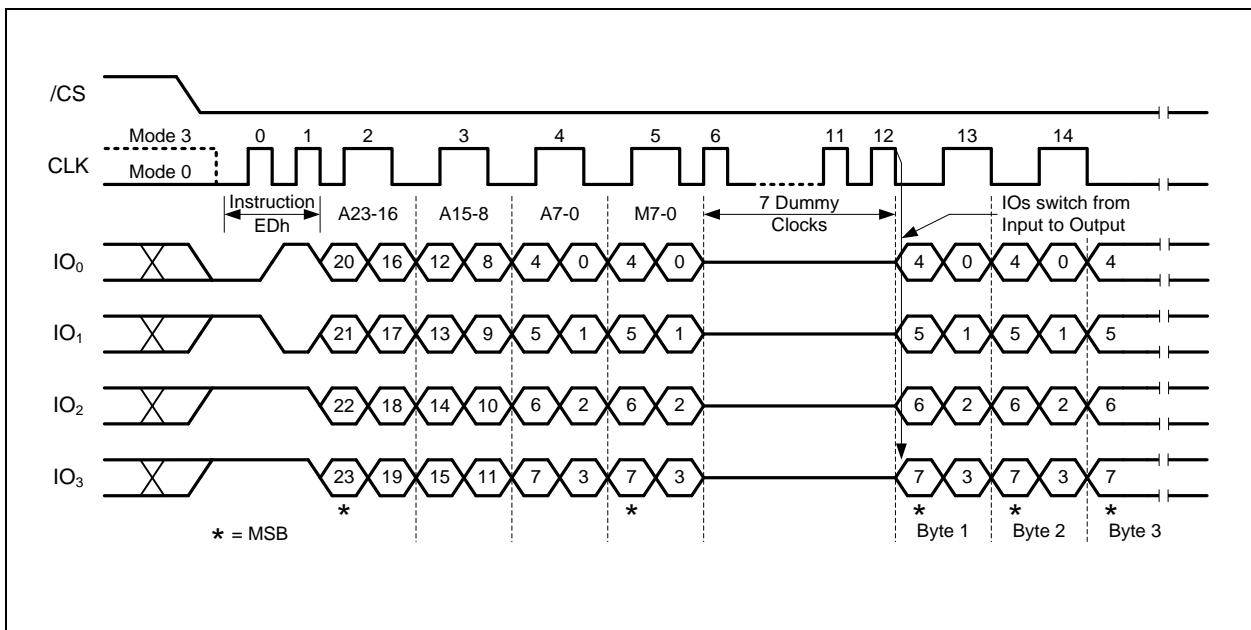 /CS
Mode 3 0 1 2 3 4 5 6 11 12 13 14
CLK
Mode 0
Instruction EDh
A23-16 A15-8 A7-0 M7-0
7 Dummy Clocks
IOs switch from Input to Output
IO0 20 16 12 8 4 0 4 0 4 0 4 0 4
IO1 21 17 13 9 5 1 5 1 5 1 5 1 5
IO2 22 18 14 10 6 2 6 2 6 2 6 2 6
IO3 23 19 15 11 7 3 7 3 7 3 7 3 7
* * * * *
* = MSB
Byte 1 Byte 2 Byte 3